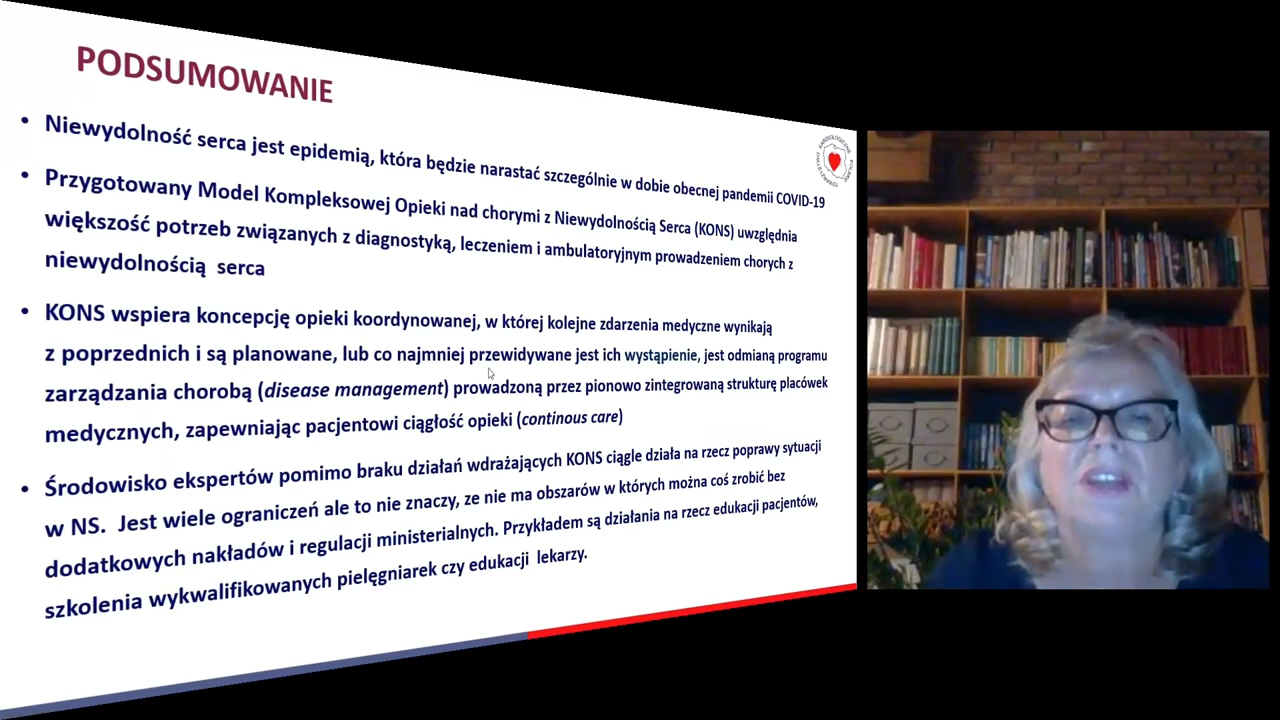 PODSUMOWANIE
• Niewydolność serca jest epidemią, która będzie narastać szczególnie w dobie obecnej pandemii COVID-19
• Przygotowany Model Kompleksowej Opieki nad chorymi z Niewydolnością Serca (KONS) uwzględnia
większość potrzeb związanych z diagnostyką, leczeniem i ambulatoryjnym prowadzeniem chorych z
niewydolnością serca
• KONS wspiera koncepcję opieki koordynowanej, w której kolejne zdarzenia medyczne wynikają
z poprzednich i są planowane, lub co najmniej przewidywane jest ich wystąpienie, jest odmianą programu
zarządzania chorobą (disease management) prowadzoną przez pionowo zintegrowaną strukturę placówek
medycznych, zapewniając pacjentowi ciągłość opieki (continous care)
• Środowisko ekspertów pomimo braku działań wdrażających KONS ciągle działa na rzecz poprawy sytuacji
w NS. Jest wiele ograniczeń ale to nie znaczy, ze nie ma obszarów w których można coś zrobić bez
dodatkowych nakładów i regulacji ministerialnych. Przykładem są działania na rzecz edukacji pacjentów,
szkolenia wykwalifikowanych pielęgniarek czy edukacji lekarzy.